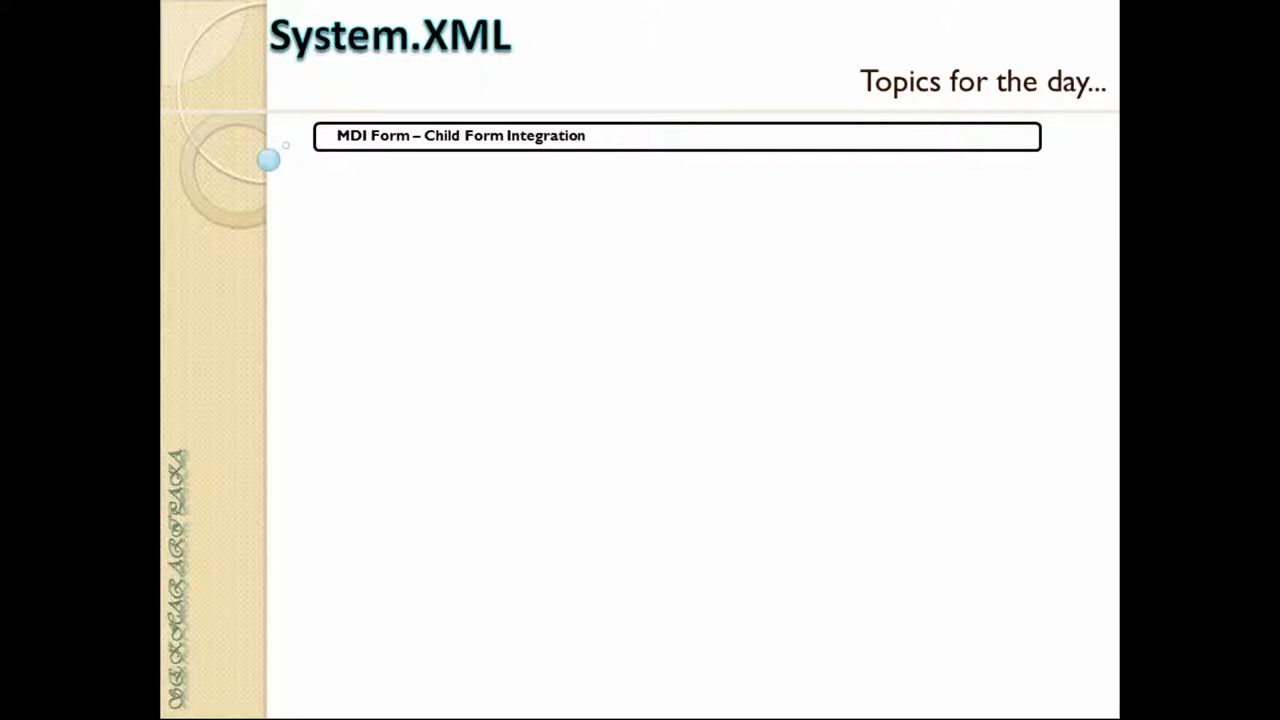 System.XML
Topics for the day...
MDI Form – Child Form Integration